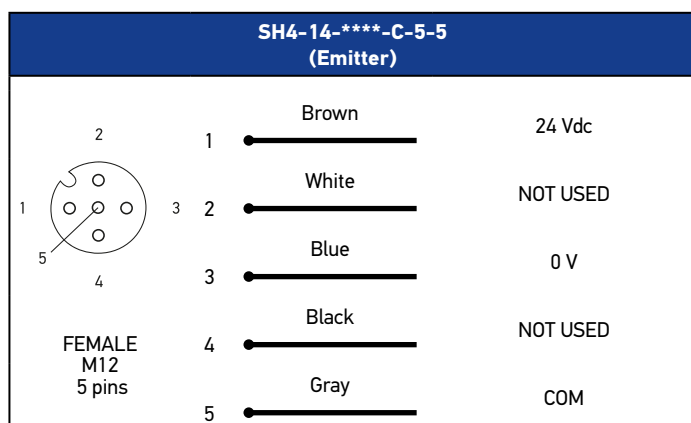 SH4-14-****-C-5-5
(Emitter)
2
1
3
5
4
FEMALE
M12
5 pins
1 Brown 24 Vdc
2 White NOT USED
3 Blue 0 V
4 Black NOT USED
5 Gray COM